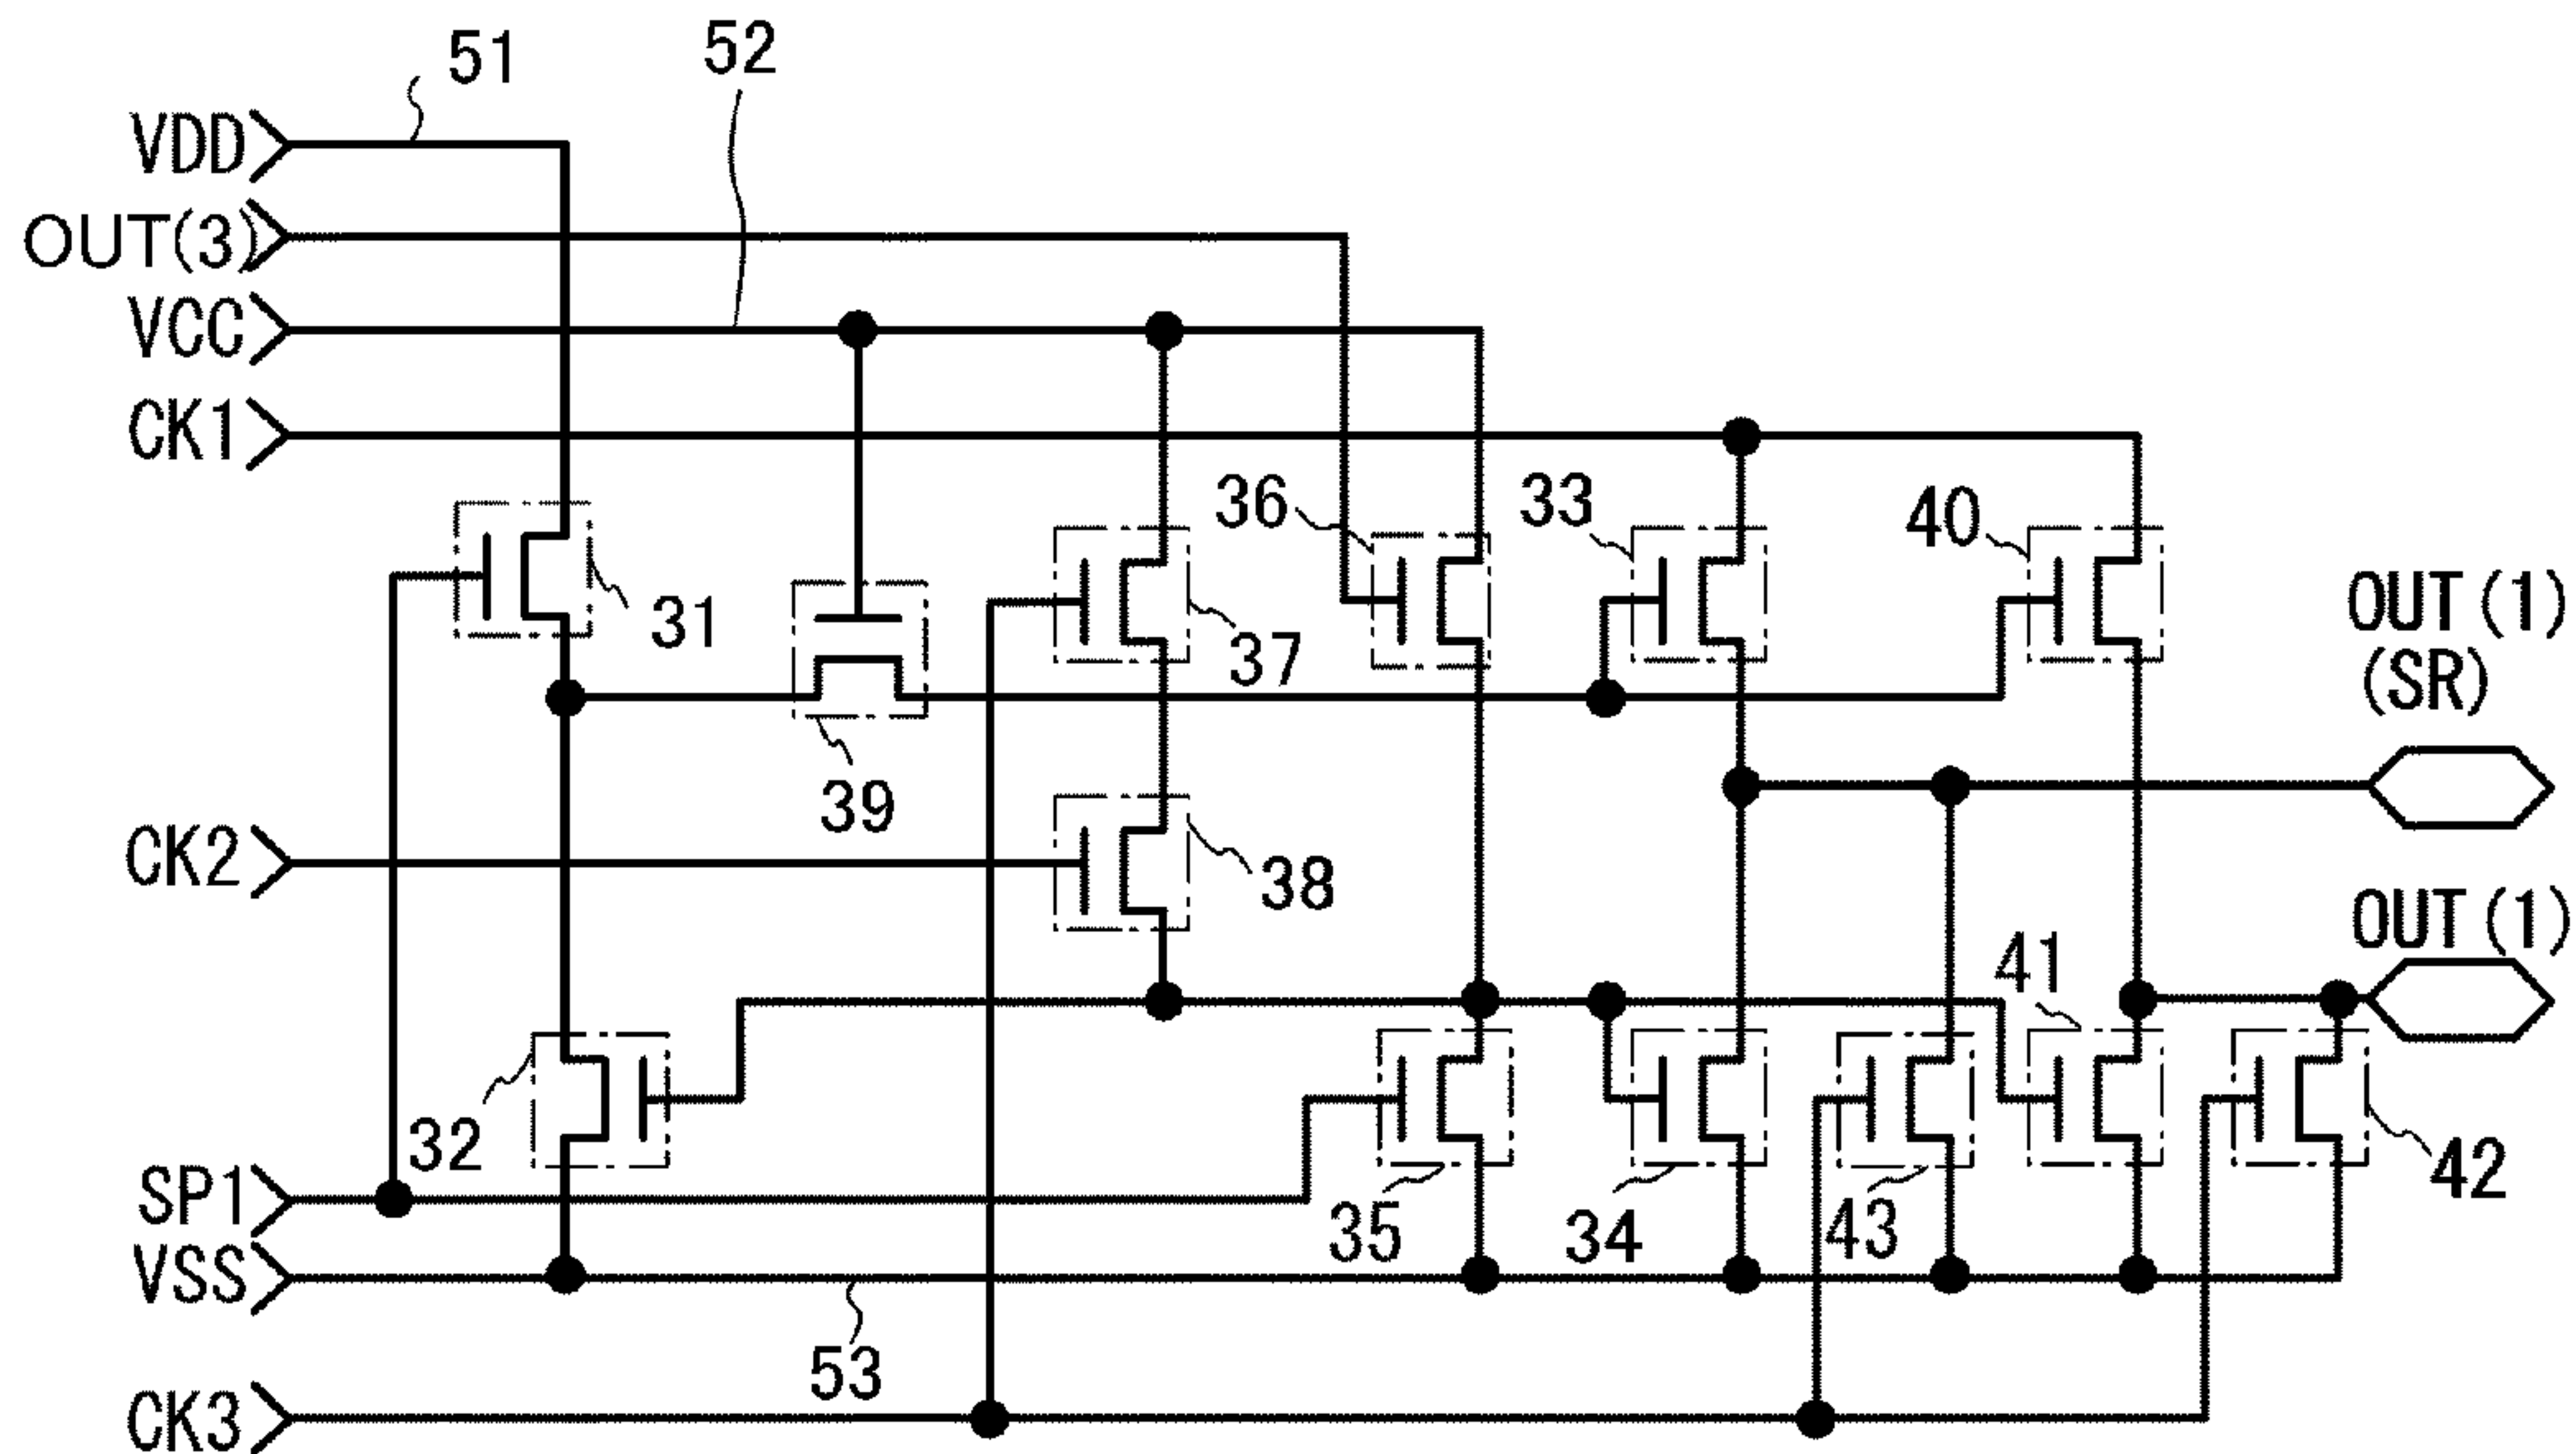 51
52
VDD
OUT(3)
VCC
CK1
36
33
40
31
37
OUT(1)
(SR)
39
CK2
38
OUT(1)
41
32
SP1
35
34
43
42
VSS
53
CK3